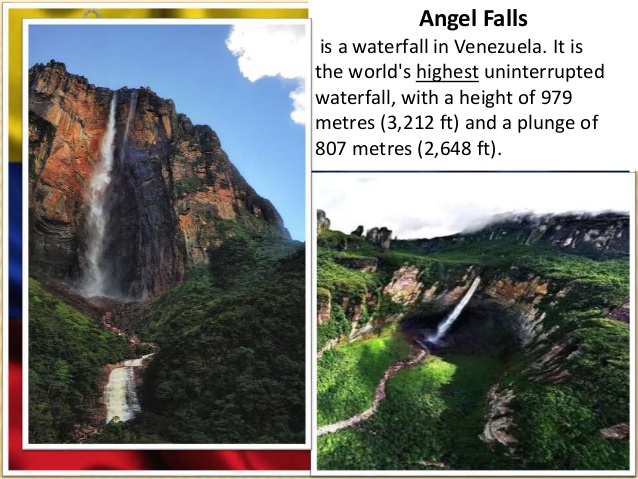 Angel Falls
is a waterfall in Venezuela. It is
the world's highest uninterrupted
waterfall, with a height of 979
metres (3,212 ft) and a plunge of
807 metres (2,648 ft).